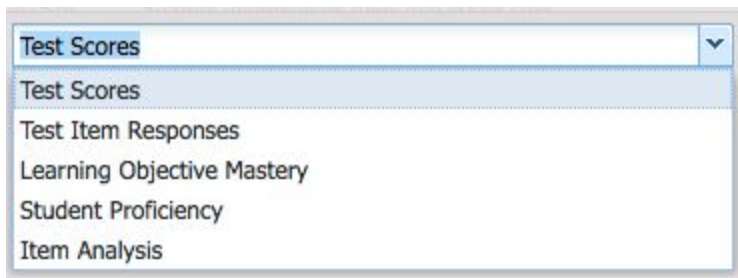 Test Scores
Test Scores
Test Item Responses
Learning Objective Mastery
Student Proficiency
Item Analysis